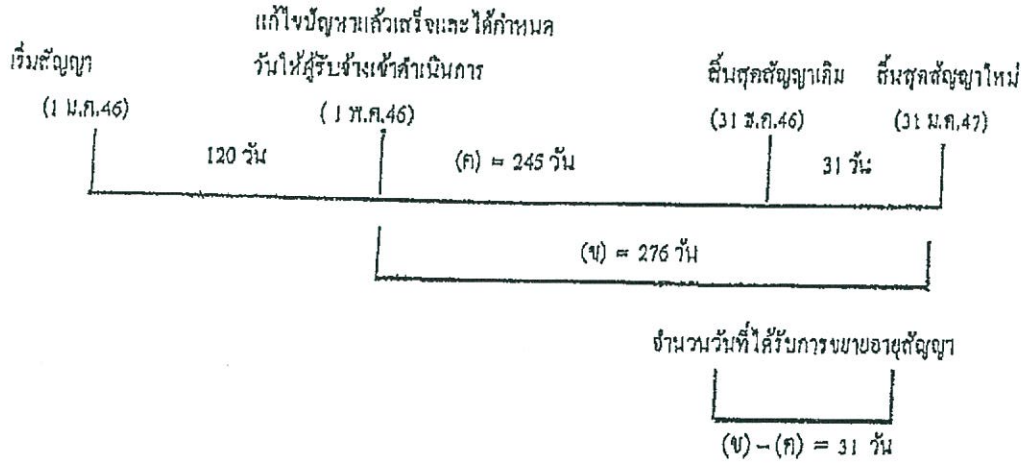 แก้ไขปัญหาแล้วเสร็จและได้กำหนด
เริ่มสัญญา วันให้ผู้รับจ้างเข้าดำเนินการ สิ้นสุดสัญญาเดิม สิ้นสุดสัญญาใหม่
(1 ม.ค.46) (1 พ.ค.46) (31 ธ.ค.46) (31 ม.ค.47)
120 วัน (ค) = 245 วัน 31 วัน
(ข) = 276 วัน
จำนวนวันที่ได้รับการขยายอายุสัญญา
(ข) – (ค) = 31 วัน